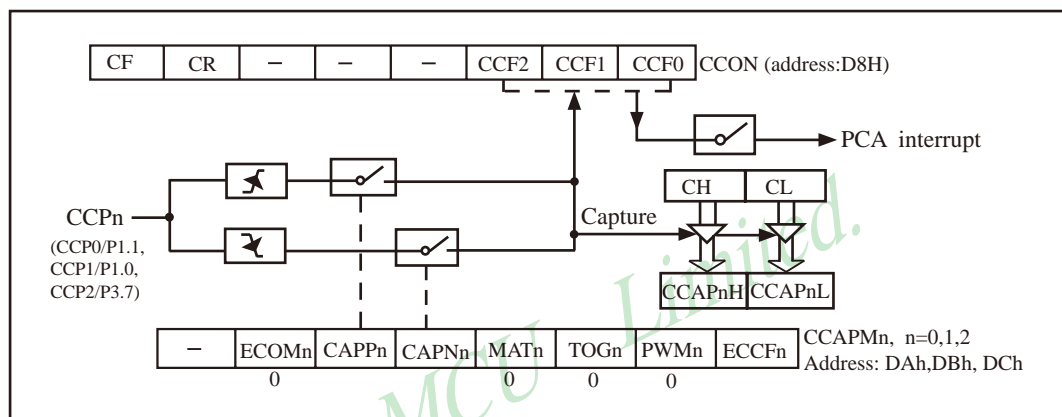 CF CR – – – CCF2 CCF1 CCF0 CCON (address:D8H)
PCA interrupt
CH CL
CCPn
(CCP0/P1.1,
CCP1/P1.0,
CCP2/P3.7)
Capture
CCAPnH CCAPnL
– ECOMn CAPPn CAPNn MATn TOGn PWMn ECCFn
CCAPMn, n=0,1,2
Address: DAh,DBh, DCh
0 0 0 0
MCU Limited.